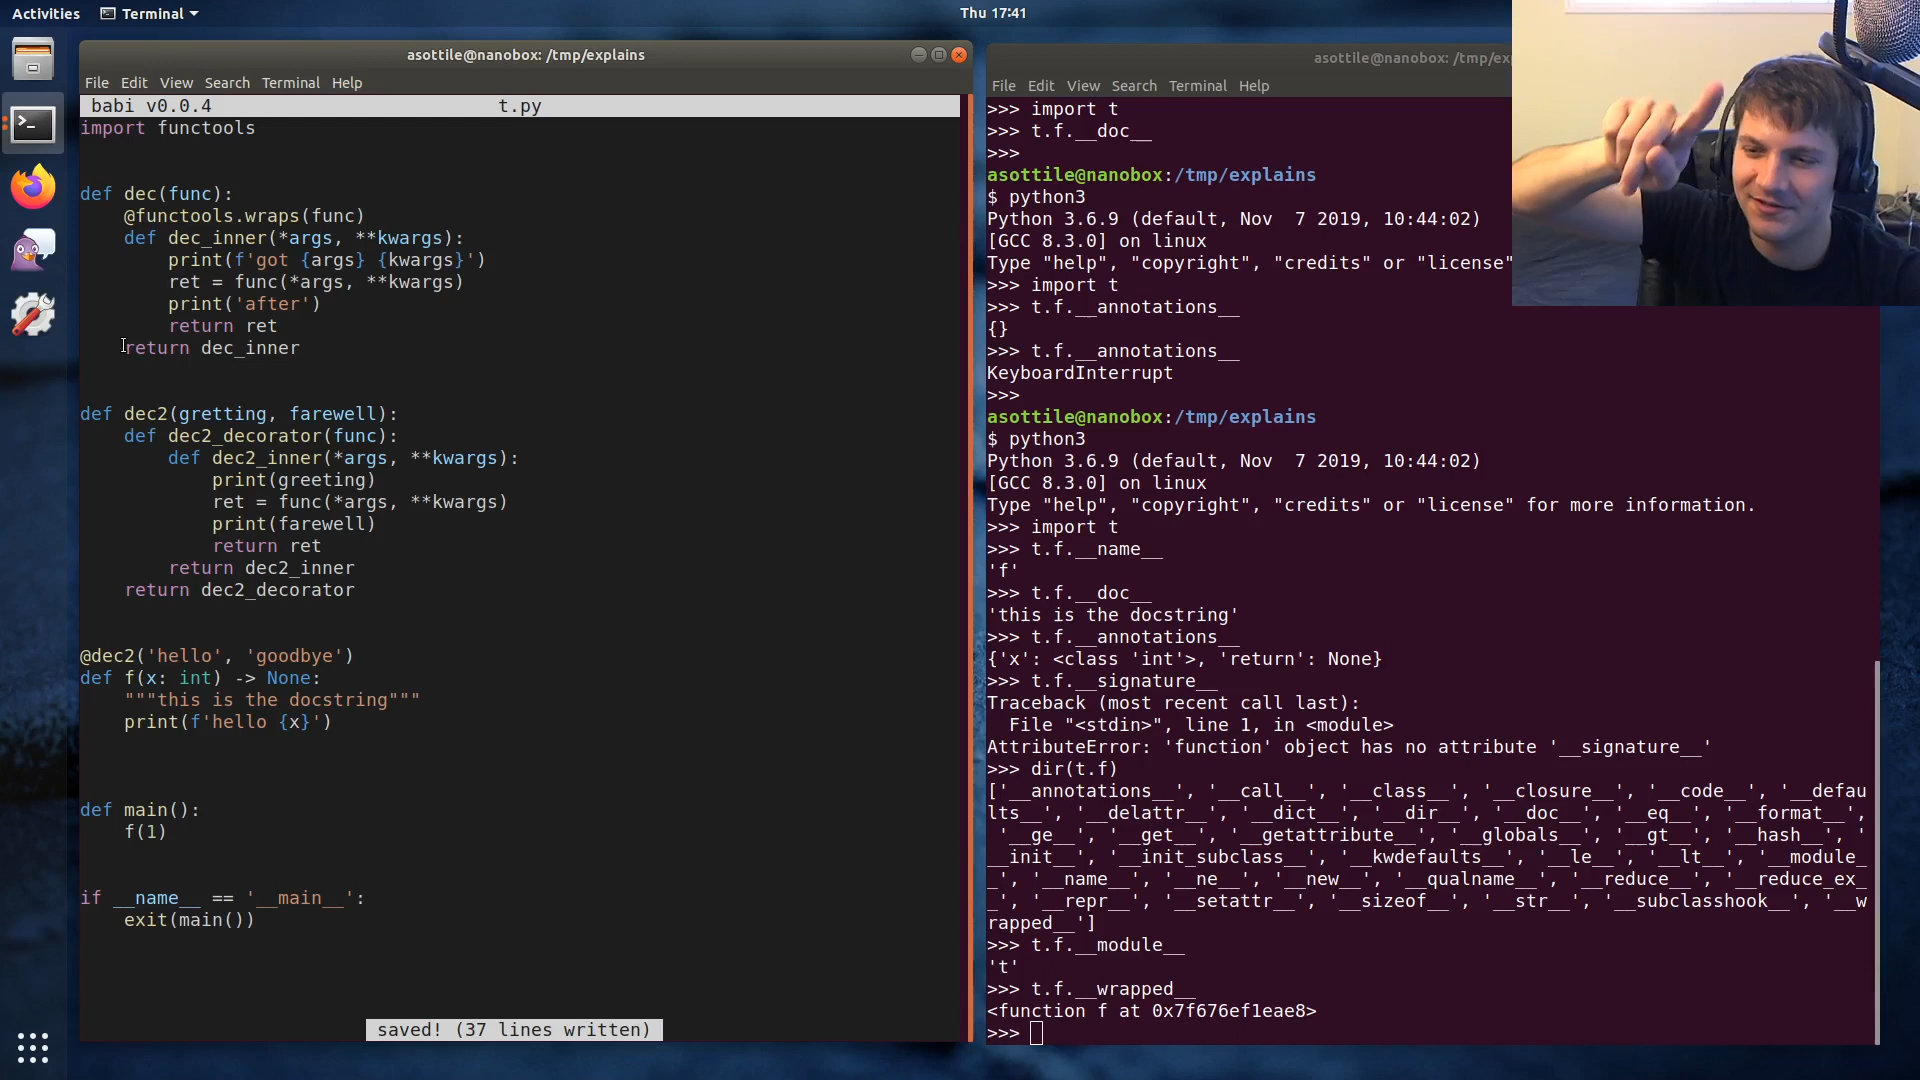 Activities
Terminal
Thu 17:41
asottile@nanobox: /tmp/explains
File Edit View Search Terminal Help
babi v0.0.4 t.py
import functools
def dec(func):
    @functools.wraps(func)
    def dec_inner(*args, **kwargs):
        print(f'got {args} {kwargs}')
        ret = func(*args, **kwargs)
        print('after')
        return ret
    return dec_inner
def dec2(gretting, farewell):
    def dec2_decorator(func):
        def dec2_inner(*args, **kwargs):
            print(greeting)
            ret = func(*args, **kwargs)
            print(farewell)
            return ret
        return dec2_inner
    return dec2_decorator
@dec2('hello', 'goodbye')
def f(x: int) -> None:
    """this is the docstring"""
    print(f'hello {x}')
def main():
    f(1)
if __name__ == '__main__':
    exit(main())
saved! (37 lines written)
asottile@nanobox: /tmp/ex
File Edit View Search Terminal Help
>>> import t
>>> t.f.__doc__
>>>
asottile@nanobox:/tmp/explains
$ python3
Python 3.6.9 (default, Nov  7 2019, 10:44:02)
[GCC 8.3.0] on linux
Type "help", "copyright", "credits" or "license"
>>> import t
>>> t.f.__annotations__
{}
>>> t.f.__annotations__
KeyboardInterrupt
>>>
asottile@nanobox:/tmp/explains
$ python3
Python 3.6.9 (default, Nov  7 2019, 10:44:02)
[GCC 8.3.0] on linux
Type "help", "copyright", "credits" or "license" for more information.
>>> import t
>>> t.f.__name__
'f'
>>> t.f.__doc__
'this is the docstring'
>>> t.f.__annotations__
{'x': <class 'int'>, 'return': None}
>>> t.f.__signature__
Traceback (most recent call last):
  File "<stdin>", line 1, in <module>
AttributeError: 'function' object has no attribute '__signature__'
>>> dir(t.f)
['__annotations__', '__call__', '__class__', '__closure__', '__code__', '__defau
lts__', '__delattr__', '__dict__', '__dir__', '__doc__', '__eq__', '__format__',
 '__ge__', '__get__', '__getattribute__', '__globals__', '__gt__', '__hash__', '
__init__', '__init_subclass__', '__kwdefaults__', '__le__', '__lt__', '__module_
_', '__name__', '__ne__', '__new__', '__qualname__', '__reduce__', '__reduce_ex_
_', '__repr__', '__setattr__', '__sizeof__', '__str__', '__subclasshook__', '__w
rapped__']
>>> t.f.__module__
't'
>>> t.f.__wrapped__
<function f at 0x7f676ef1eae8>
>>>